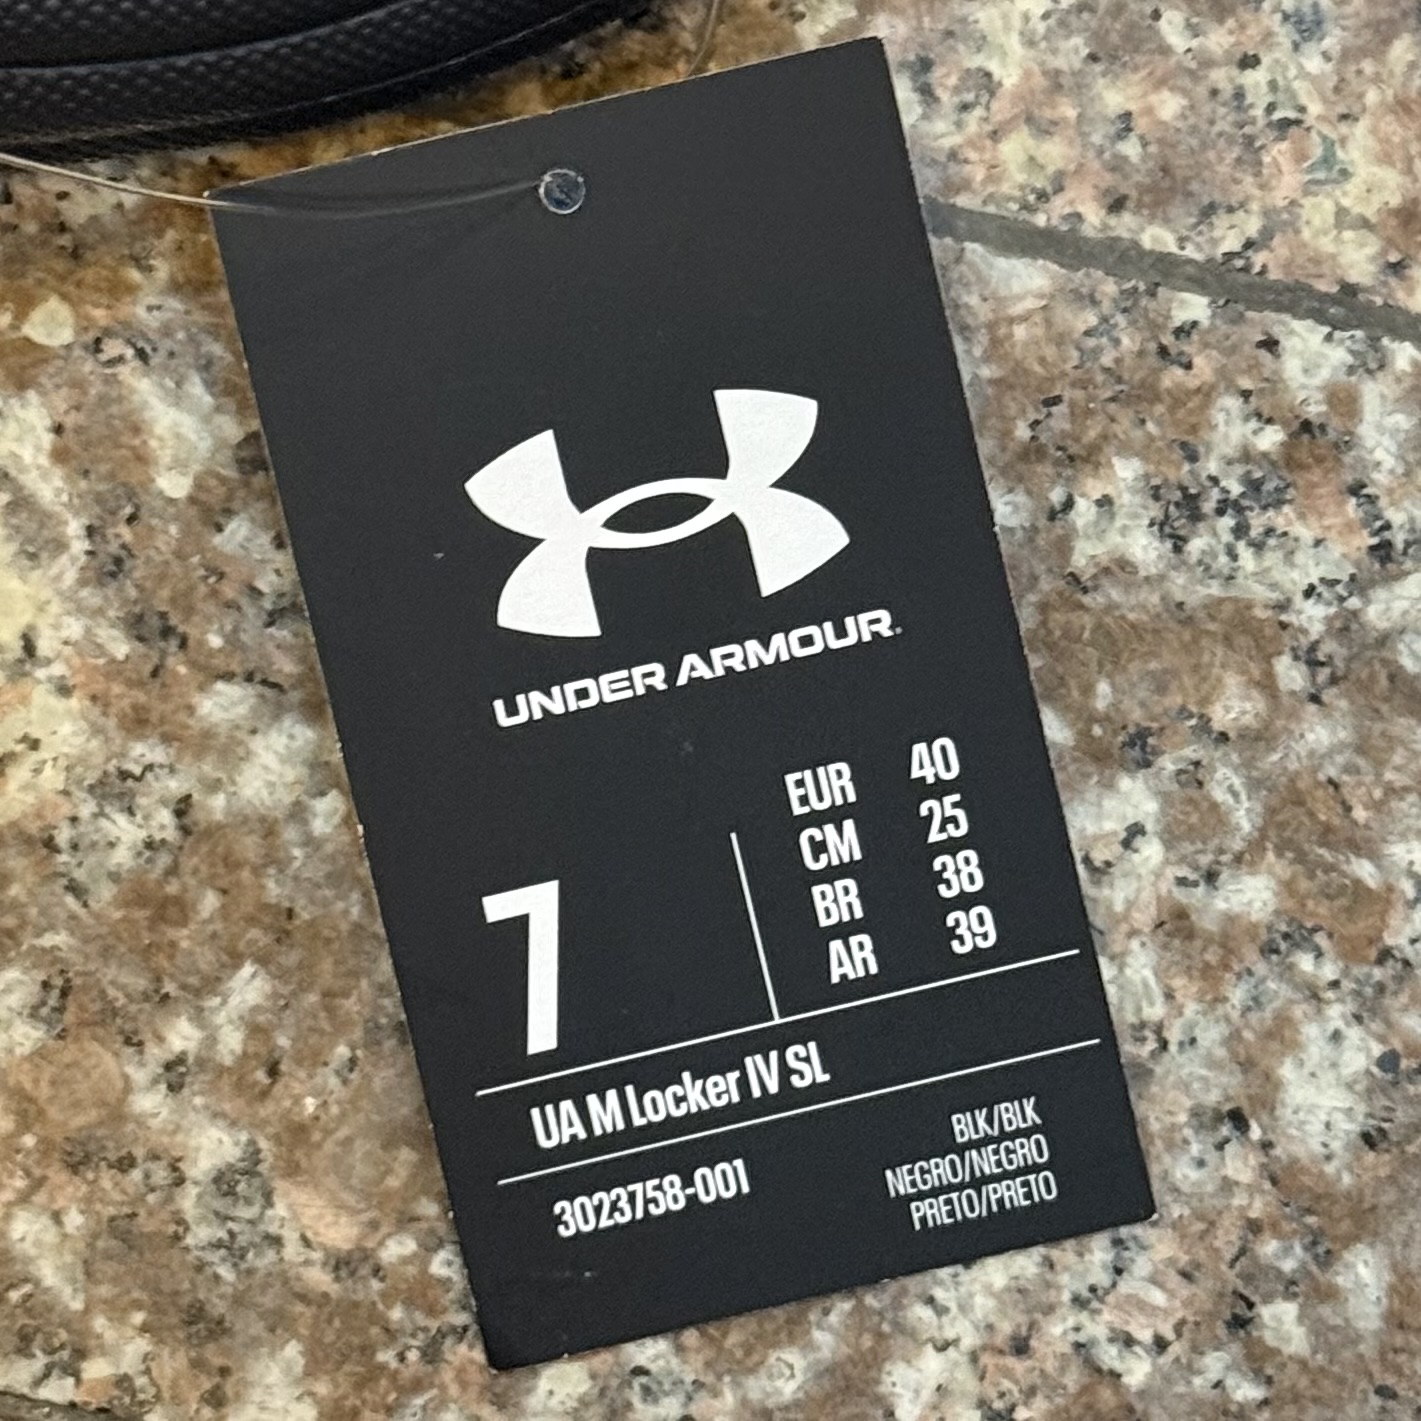 UNDER ARMOUR.
7
EUR 40
CM 25
BR 38
AR 39
UA M Locker IV SL
3023758-001
BLK/BLK
NEGRO/NEGRO
PRETO/PRETO